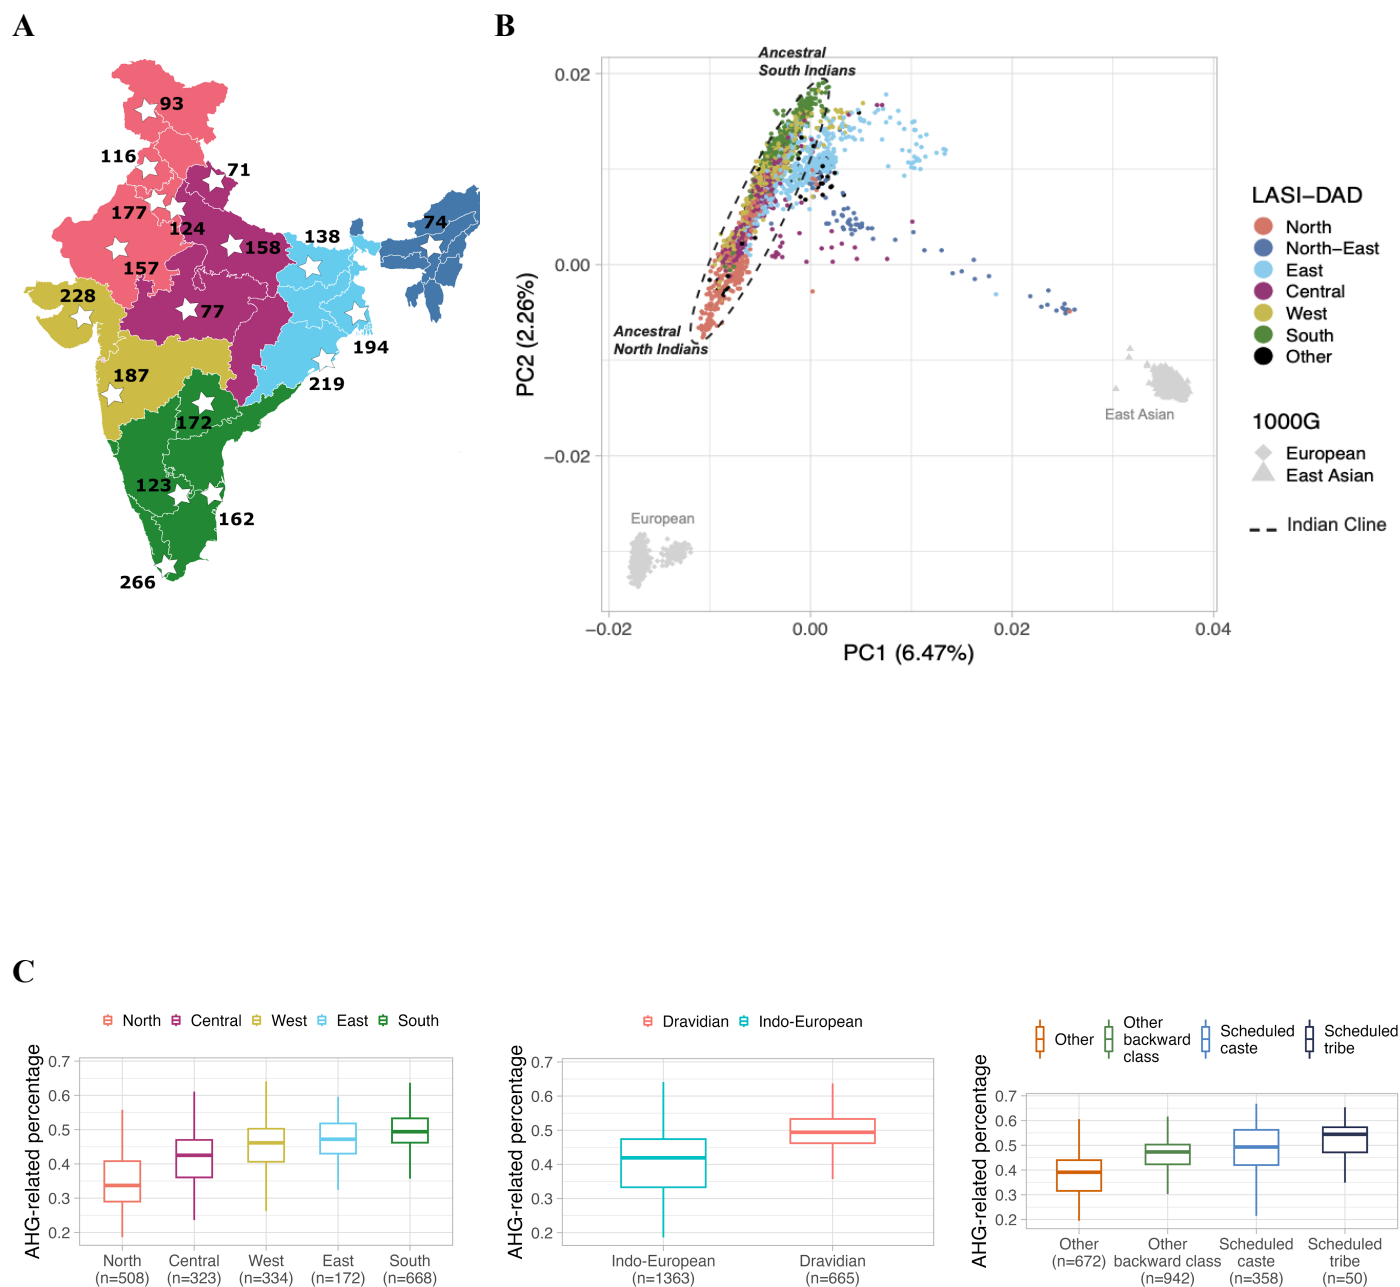 A
B
93
116
71
177
124
74
158
138
157
228
77
194
187
219
172
123
162
266
Ancestral
South Indians
Ancestral
North Indians
East Asian
European
0.02
0.00
−0.02
PC2 (2.26%)
−0.02
0.00
0.02
0.04
PC1 (6.47%)
LASI−DAD
North
North−East
East
Central
West
South
Other
1000G
European
East Asian
Indian Cline
C
North
Central
West
East
South
AHG-related percentage
0.7
0.6
0.5
0.4
0.3
0.2
North
(n=508)
Central
(n=323)
West
(n=334)
East
(n=172)
South
(n=668)
Dravidian
Indo-European
AHG-related percentage
0.7
0.6
0.5
0.4
0.3
0.2
Indo-European
(n=1363)
Dravidian
(n=665)
Other
Other
backward
class
Scheduled
caste
Scheduled
tribe
AHG-related percentage
0.7
0.6
0.5
0.4
0.3
0.2
Other
(n=672)
Other
backward class
(n=942)
Scheduled
caste
(n=358)
Scheduled
tribe
(n=50)